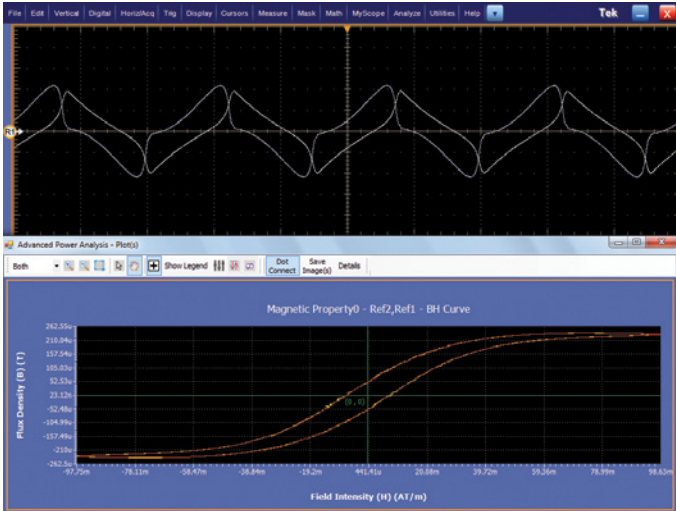 File Edit Vertical Digital Horiz/Acq Trig Display Cursors Measure Mask Math MyScope Analyze Utilities Help Tek X
R1
Advanced Power Analysis - Plot(s)
Both Show Legend Dot Connect Save Image(s) Details
Magnetic Property0 - Ref2,Ref1 - BH Curve
Flux Density (B) (T)
262.55u
210.04u
157.54u
105.03u
52.53u
23.12n
-52.48u
-104.99u
-157.49u
-210u
-262.5u
(0 ,0)
-97.75m -78.11m -58.47m -38.84m -19.2m 441.41u 20.08m 39.72m 59.36m 78.99m 98.63m
Field Intensity (H) (AT/m)